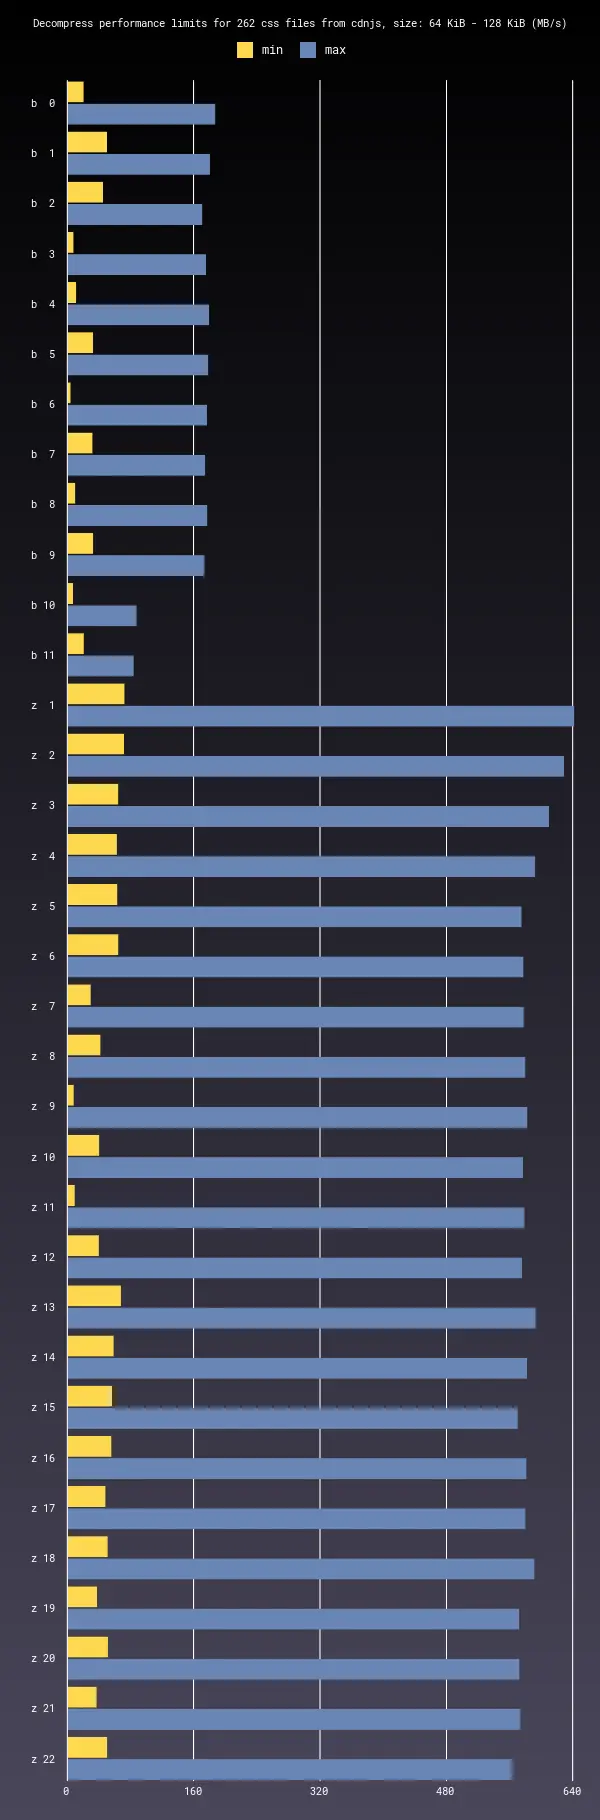 Decompress performance limits for 262 css files from cdnjs, size: 64 KiB - 128 KiB (MB/s)
min max
b 0
b 1
b 2
b 3
b 4
b 5
b 6
b 7
b 8
b 9
b 10
b 11
z 1
z 2
z 3
z 4
z 5
z 6
z 7
z 8
z 9
z 10
z 11
z 12
z 13
z 14
z 15
z 16
z 17
z 18
z 19
z 20
z 21
z 22
0 160 320 480 640